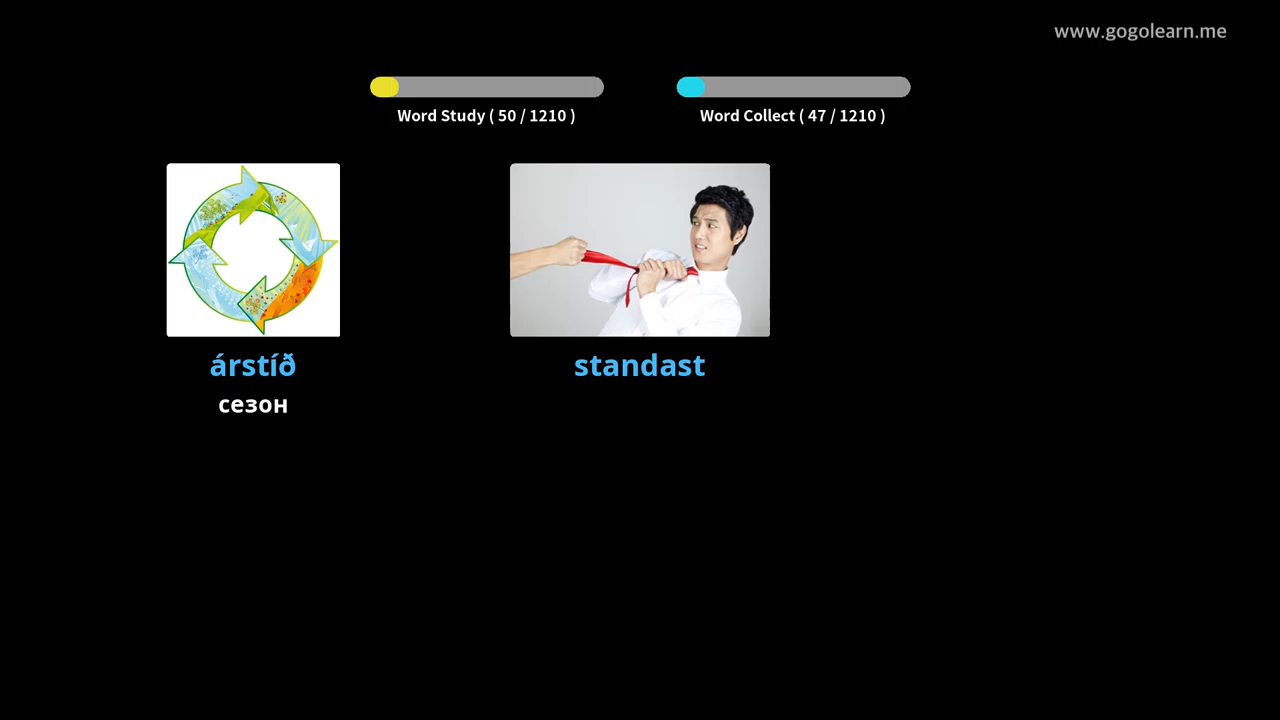 www.gogolearn.me
Word Study ( 50 / 1210 )
Word Collect ( 47 / 1210 )
árstíð
standast
сезон